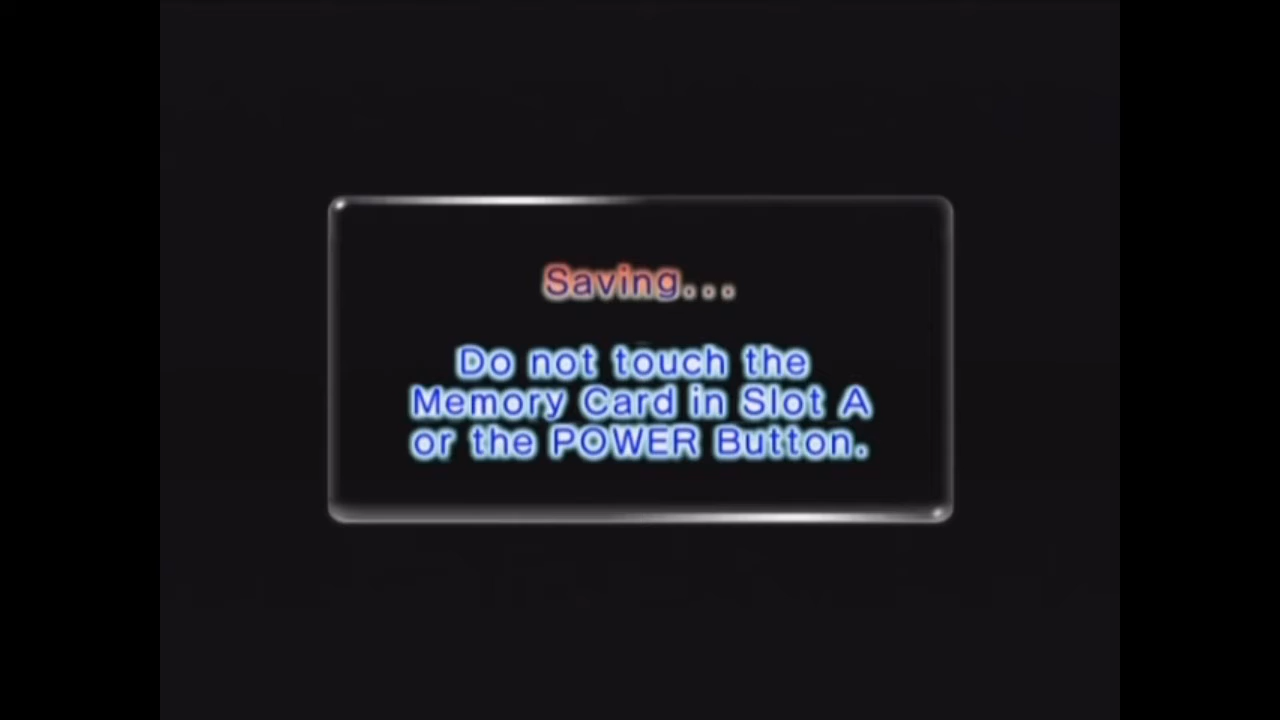 Saving...
Do not touch the
Memory Card in Slot A
or the POWER Button.